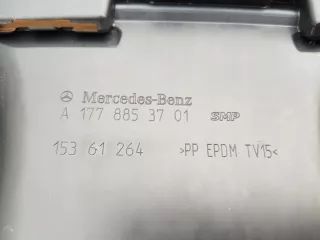 Mercedes-Benz
A 177 885 37 01 SMP
153 61 264 >PP EPDM TV15<